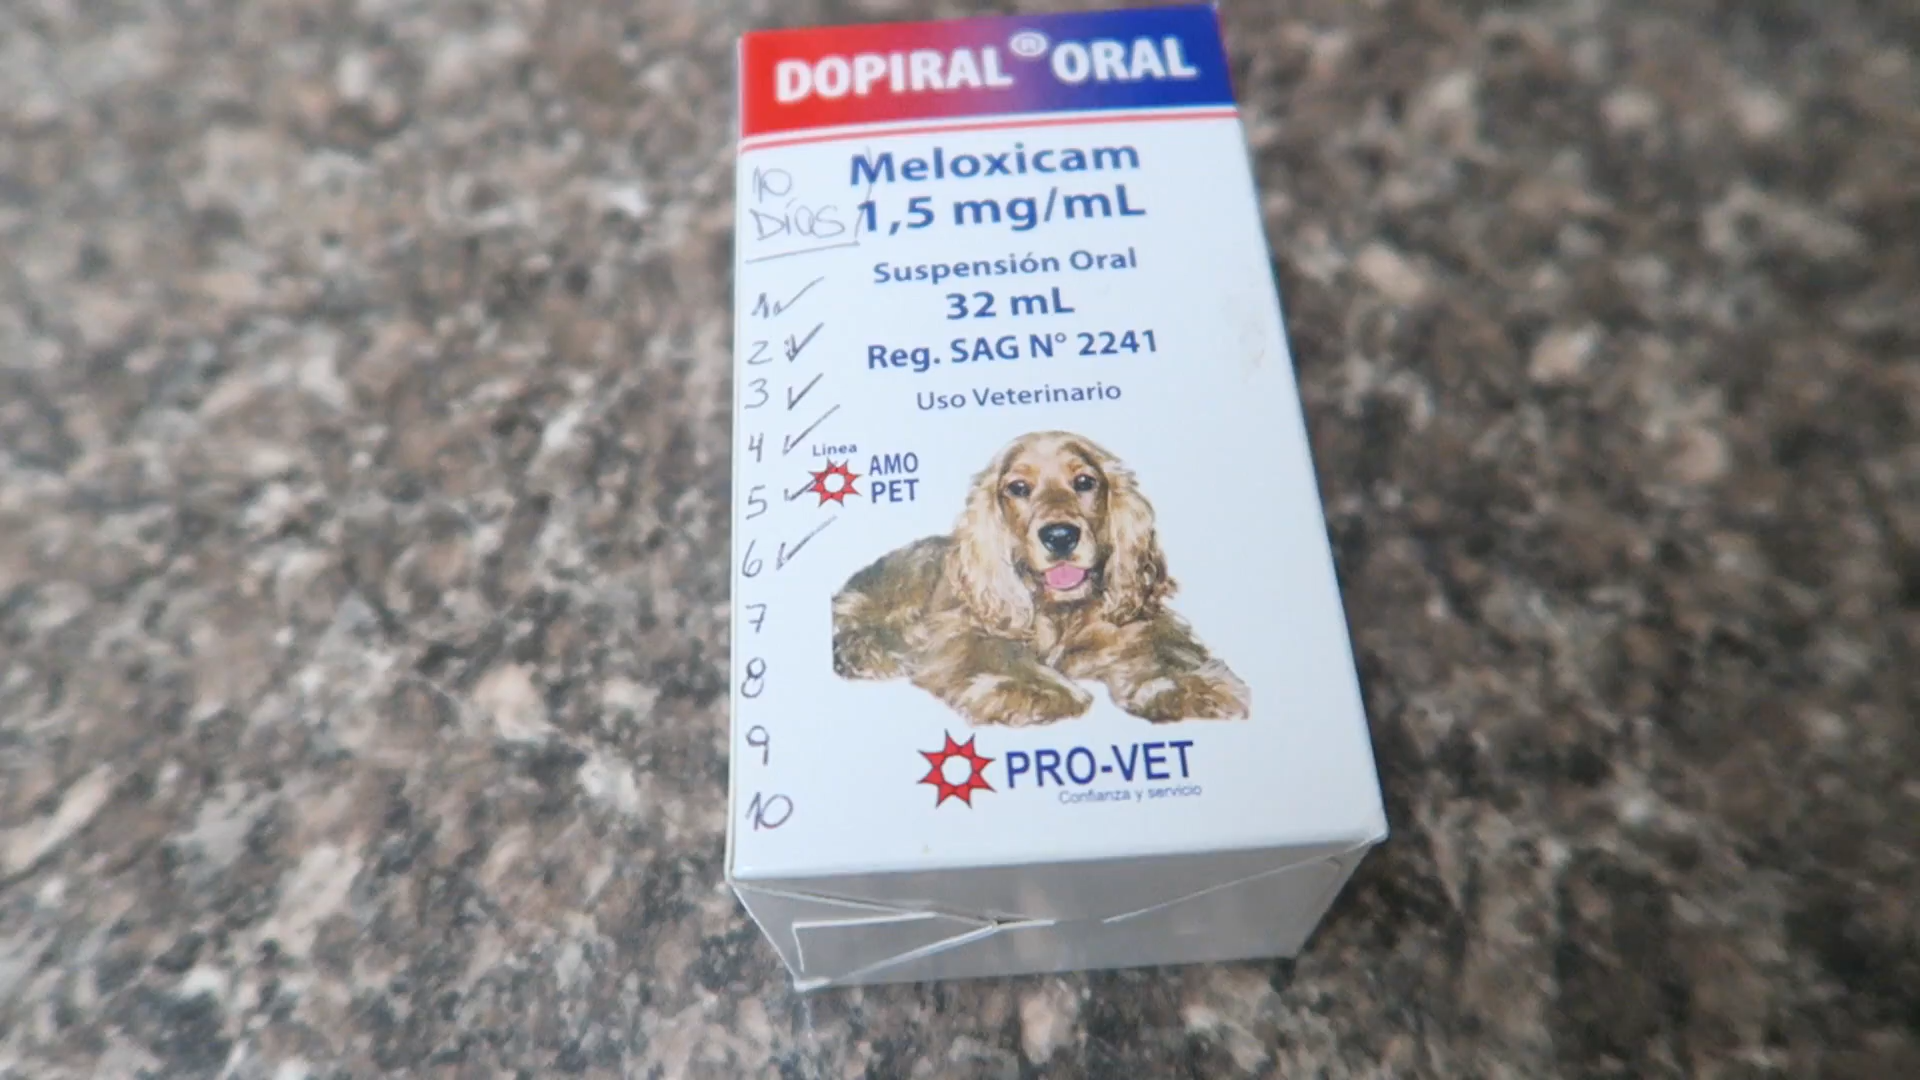 DOPIRAL® ORAL
Meloxicam
1,5 mg/mL
Suspensión Oral
32 mL
Reg. SAG N° 2241
Uso Veterinario
Linea
AMO
PET
PRO-VET
Confianza y servicio
10
DÍAS
1 ✓
2 ✓
3 ✓
4 ✓
5 ✓
6 ✓
7
8
9
10